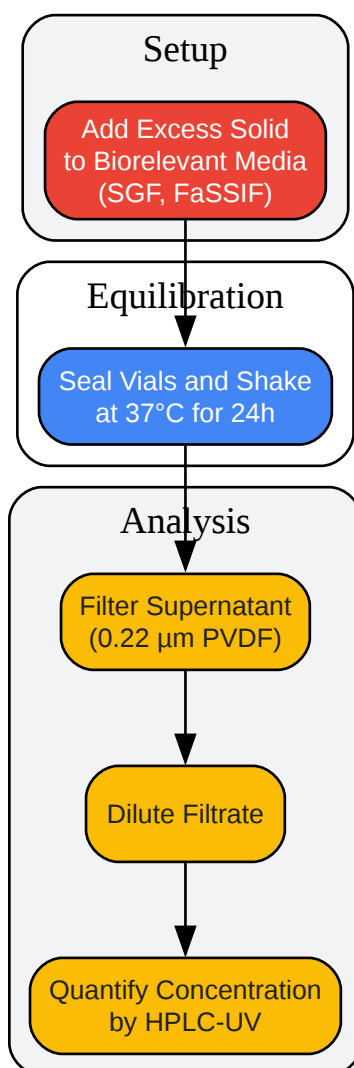 Setup
Add Excess Solid
to Biorelevant Media
(SGF, FaSSIF)
Equilibration
Seal Vials and Shake
at 37°C for 24h
Analysis
Filter Supernatant
(0.22 µm PVDF)
Dilute Filtrate
Quantify Concentration
by HPLC-UV